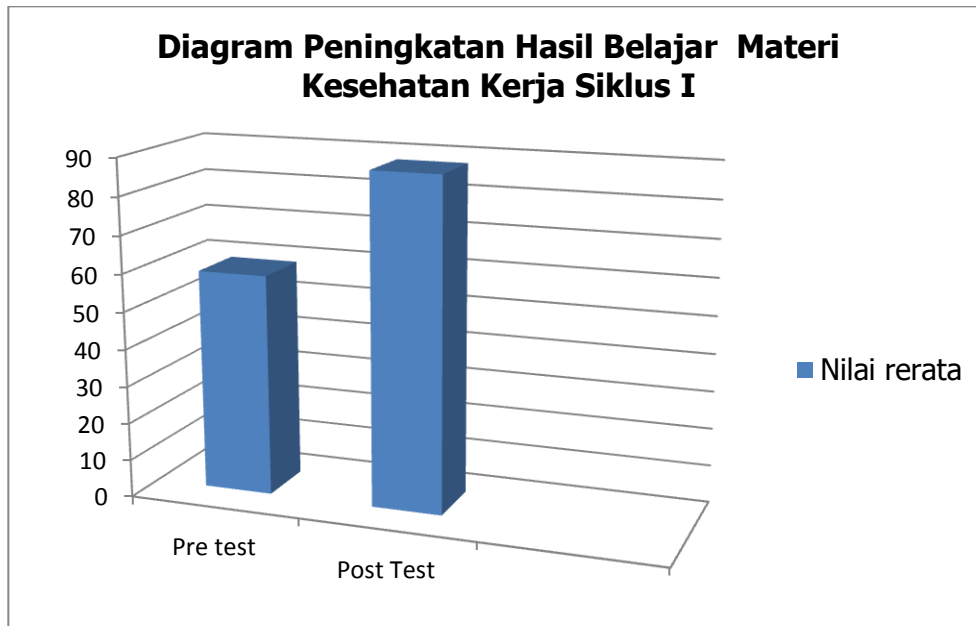 Diagram Peningkatan Hasil Belajar  Materi
Kesehatan Kerja Siklus I
90
80
70
60
50
40
30
20
10
0
Pre test
Post Test
Nilai rerata